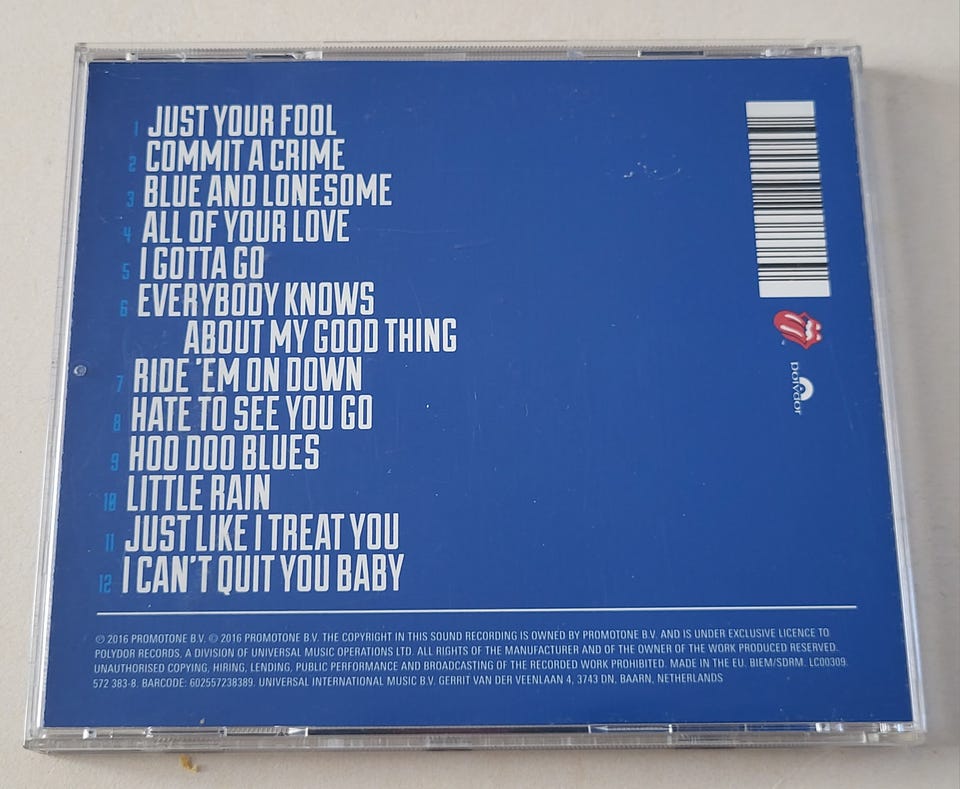 1 JUST YOUR FOOL
2 COMMIT A CRIME
3 BLUE AND LONESOME
4 ALL OF YOUR LOVE
5 I GOTTA GO
6 EVERYBODY KNOWS
ABOUT MY GOOD THING
7 RIDE 'EM ON DOWN
8 HATE TO SEE YOU GO
9 HOO DOO BLUES
10 LITTLE RAIN
11 JUST LIKE I TREAT YOU
12 I CAN'T QUIT YOU BABY
polydor
℗ 2016 PROMOTONE B.V. © 2016 PROMOTONE B.V. THE COPYRIGHT IN THIS SOUND RECORDING IS OWNED BY PROMOTONE B.V. AND IS UNDER EXCLUSIVE LICENCE TO
POLYDOR RECORDS, A DIVISION OF UNIVERSAL MUSIC OPERATIONS LTD. ALL RIGHTS OF THE MANUFACTURER AND OF THE OWNER OF THE WORK PRODUCED RESERVED.
UNAUTHORISED COPYING, HIRING, LENDING, PUBLIC PERFORMANCE AND BROADCASTING OF THE RECORDED WORK PROHIBITED. MADE IN THE EU. BIEM/SDRM. LC00309.
572 383-8. BARCODE: 602557238389. UNIVERSAL INTERNATIONAL MUSIC B.V. GERRIT VAN DER VEENLAAN 4, 3743 DN, BAARN, NETHERLANDS